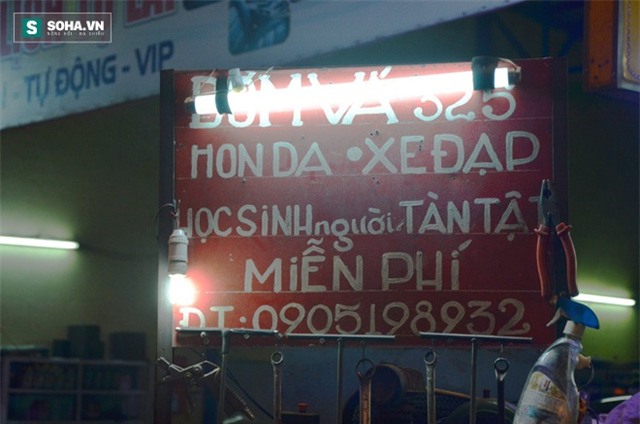 SOHA.VN
- TỰ ĐỘNG - VIP
BƠM VÁ 325
HONDA • XE ĐẠP
HỌC SINH người TÀN TẬT
MIỄN PHÍ
ĐT: 0905198932